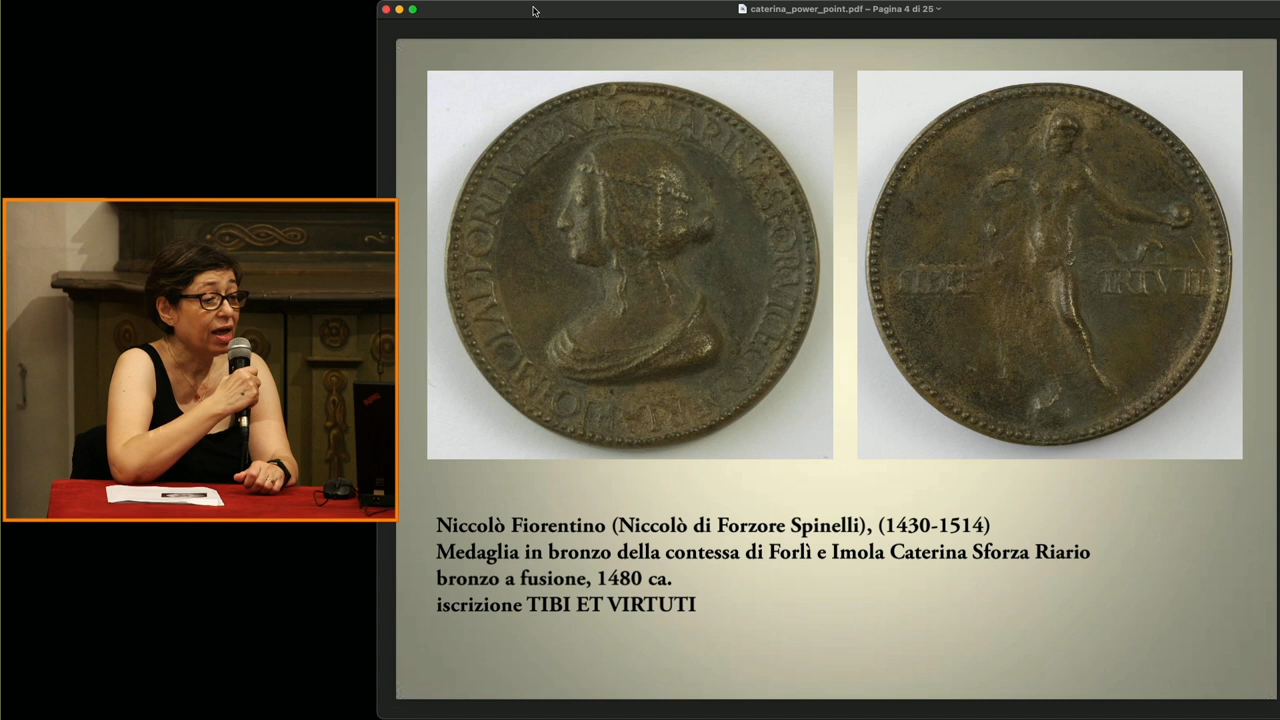 caterina_power_point.pdf – Pagina 4 di 25
Niccolò Fiorentino (Niccolò di Forzore Spinelli), (1430-1514)
Medaglia in bronzo della contessa di Forlì e Imola Caterina Sforza Riario
bronzo a fusione, 1480 ca.
iscrizione TIBI ET VIRTUTI